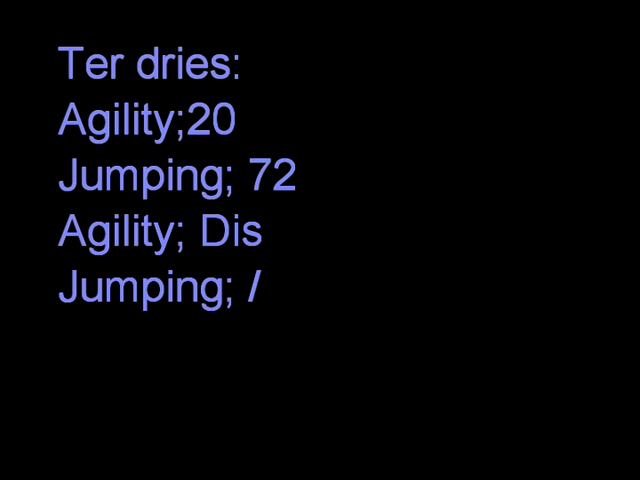 Ter dries:
Agility;20
Jumping; 72
Agility; Dis
Jumping; /